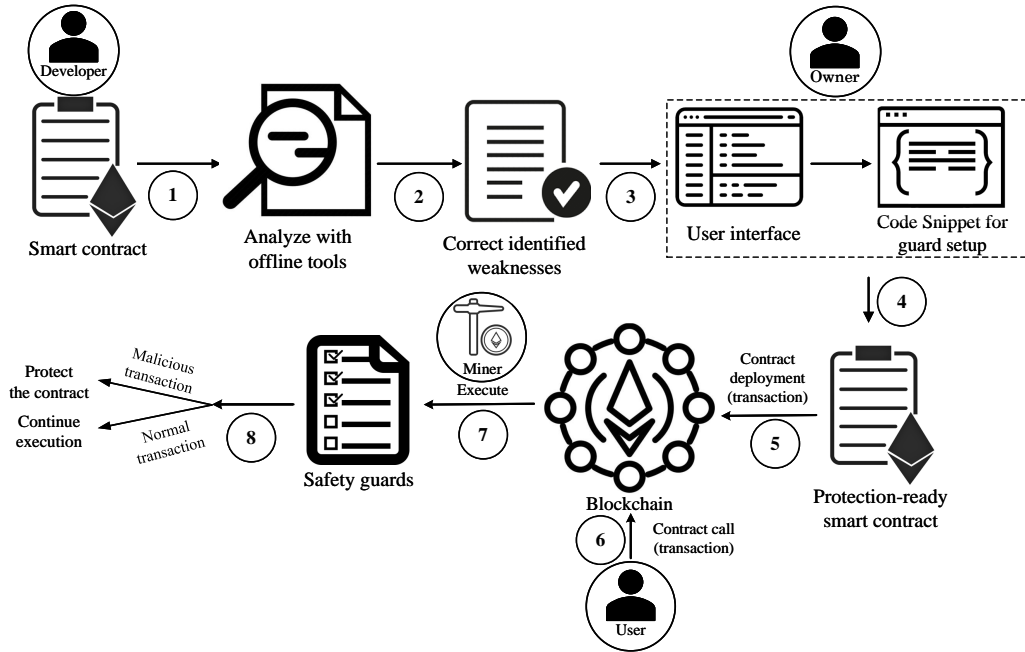 Developer
Smart contract
1
Analyze with
offline tools
2
Correct identified
weaknesses
3
Owner
User interface
Code Snippet for
guard setup
4
Protection-ready
smart contract
Contract
deployment
(transaction)
5
Blockchain
6
Contract call
(transaction)
User
Miner
Execute
7
Safety guards
8
Malicious
transaction
Normal
transaction
Protect
the contract
Continue
execution